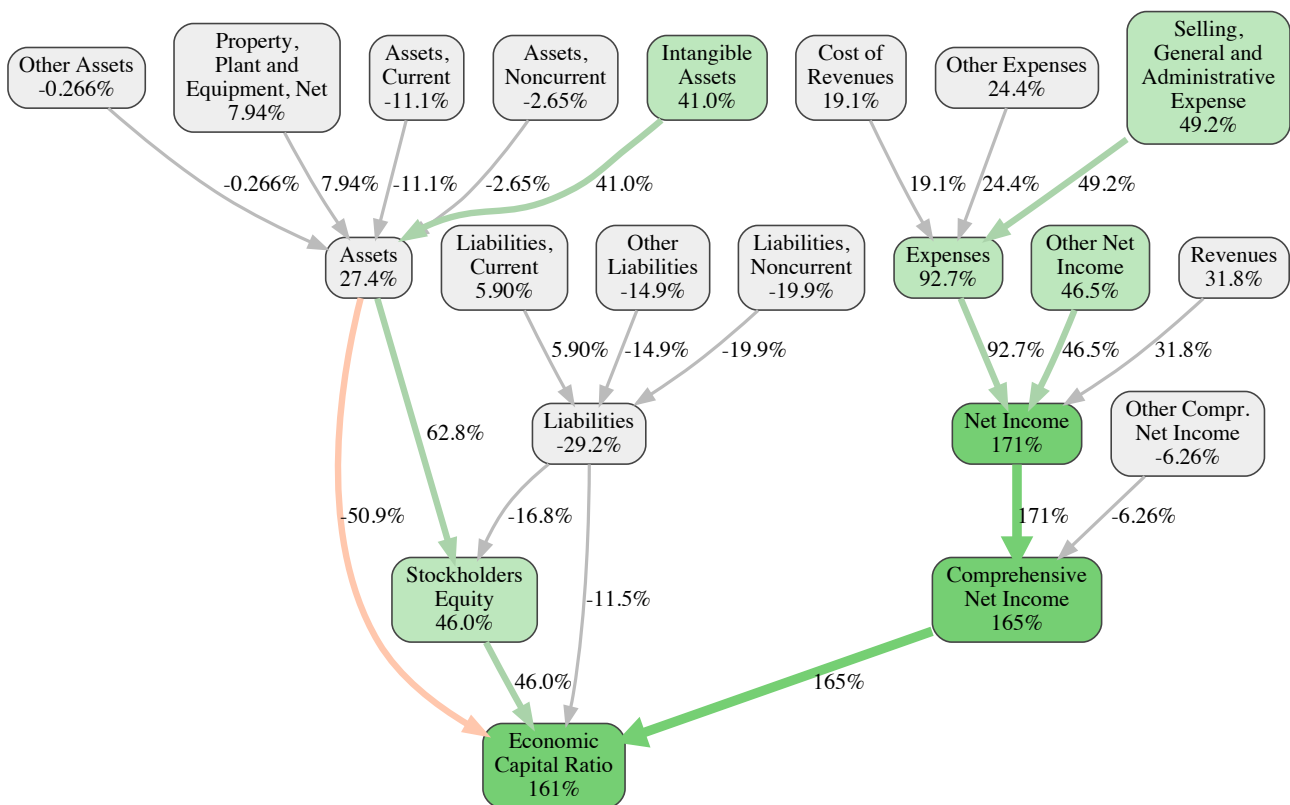 Other Assets
-0.266%
Property,
Plant and
Equipment, Net
7.94%
Assets,
Current
-11.1%
Assets,
Noncurrent
-2.65%
Intangible
Assets
41.0%
Cost of
Revenues
19.1%
Other Expenses
24.4%
Selling,
General and
Administrative
Expense
49.2%
-0.266%
7.94%
-11.1%
-2.65%
41.0%
19.1%
24.4%
49.2%
Assets
27.4%
Liabilities,
Current
5.90%
Other
Liabilities
-14.9%
Liabilities,
Noncurrent
-19.9%
Expenses
92.7%
Other Net
Income
46.5%
Revenues
31.8%
5.90%
-14.9%
-19.9%
92.7%
46.5%
31.8%
62.8%
Liabilities
-29.2%
Net Income
171%
Other Compr.
Net Income
-6.26%
-50.9%
-16.8%
171%
-6.26%
Stockholders
Equity
46.0%
-11.5%
Comprehensive
Net Income
165%
46.0%
165%
Economic
Capital Ratio
161%